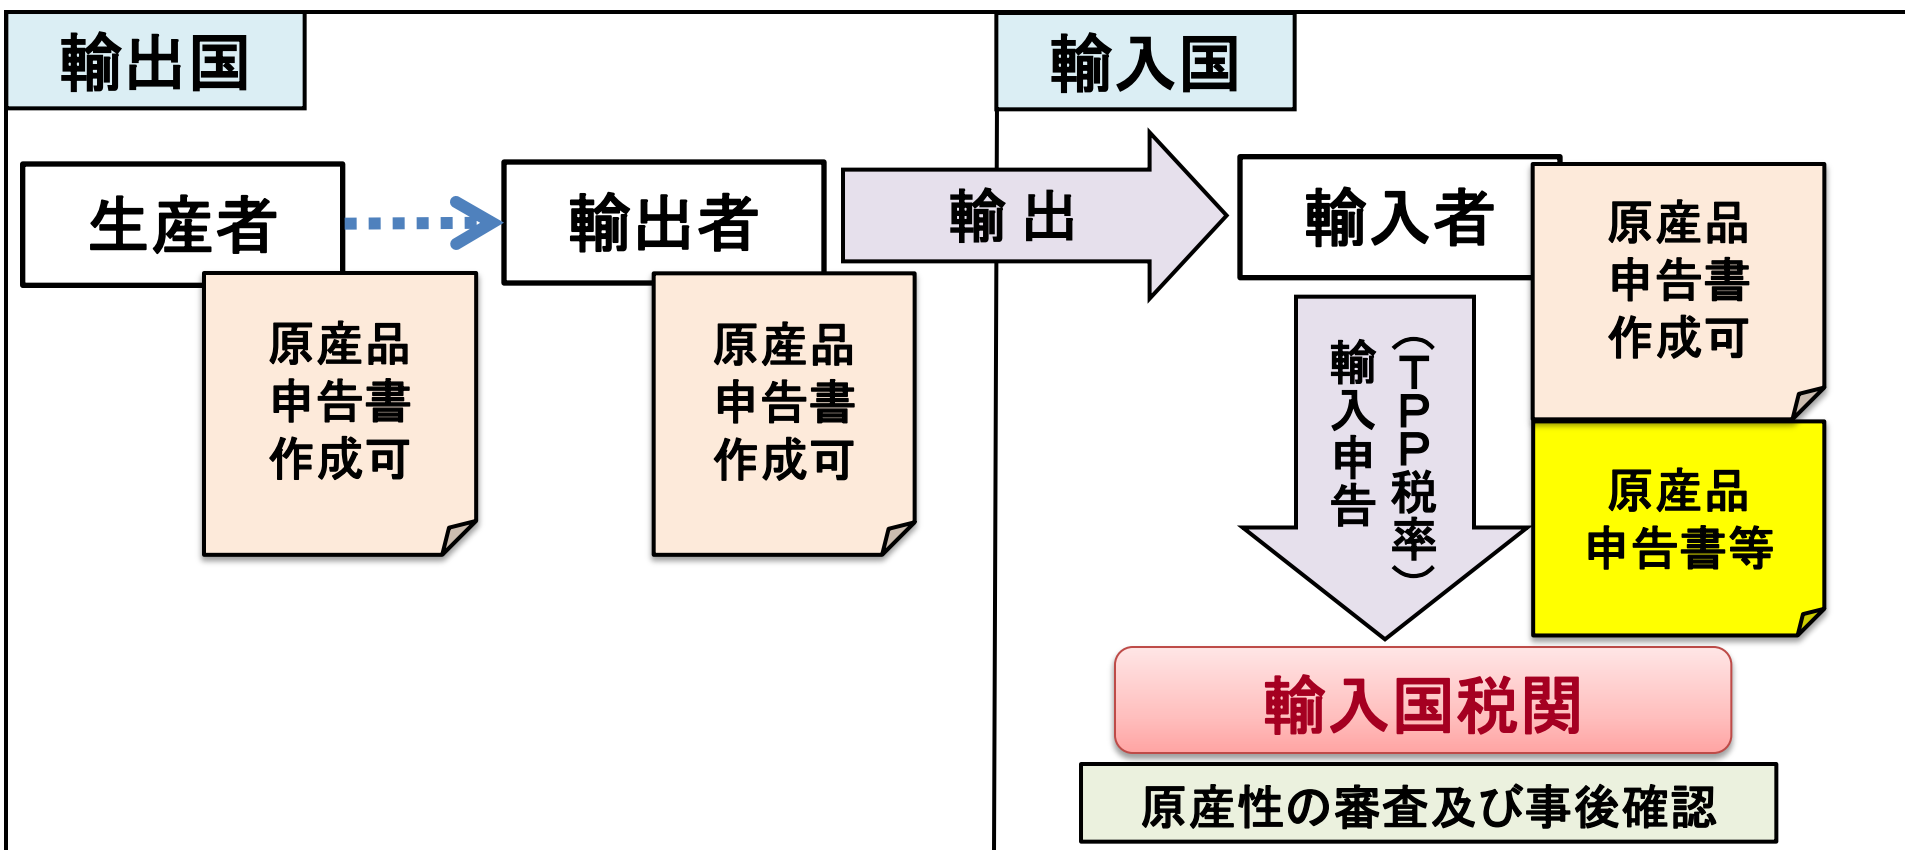 輸出国
輸入国
生産者
輸出者
輸出
輸入者
原産品
申告書
作成可
原産品
申告書
作成可
原産品
申告書
作成可
輸入申告
（ＴＰＰ税率）
原産品
申告書等
輸入国税関
原産性の審査及び事後確認